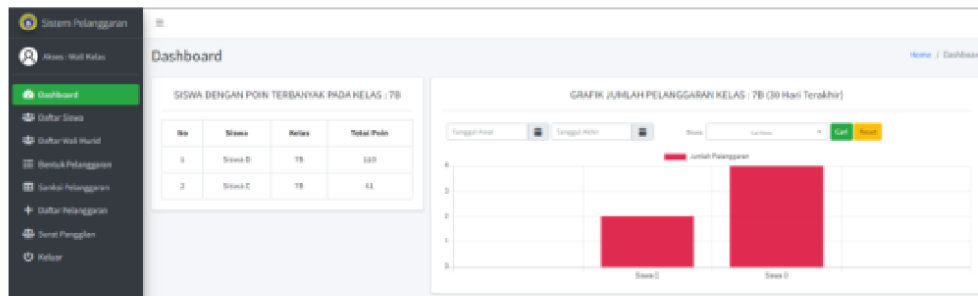 Sistem Pelanggaran
Akses : Wali Kelas
Dashboard
Daftar Siswa
Daftar Wali Murid
Bentuk Pelanggaran
Sanksi Pelanggaran
Daftar Pelanggaran
Surat Panggilan
Keluar
Dashboard
Home / Dashboard
SISWA DENGAN POIN TERBANYAK PADA KELAS : 7B
No Siswa Kelas Total Poin
1 Siswa D 7B
2 Siswa C 7B
GRAFIK JUMLAH PELANGGARAN KELAS : 7B (30 Hari Terakhir)
Tanggal Awal Tanggal Akhir Siswa Cari Reset
Jumlah Pelanggaran
4
3
2
1
0
Siswa C Siswa D